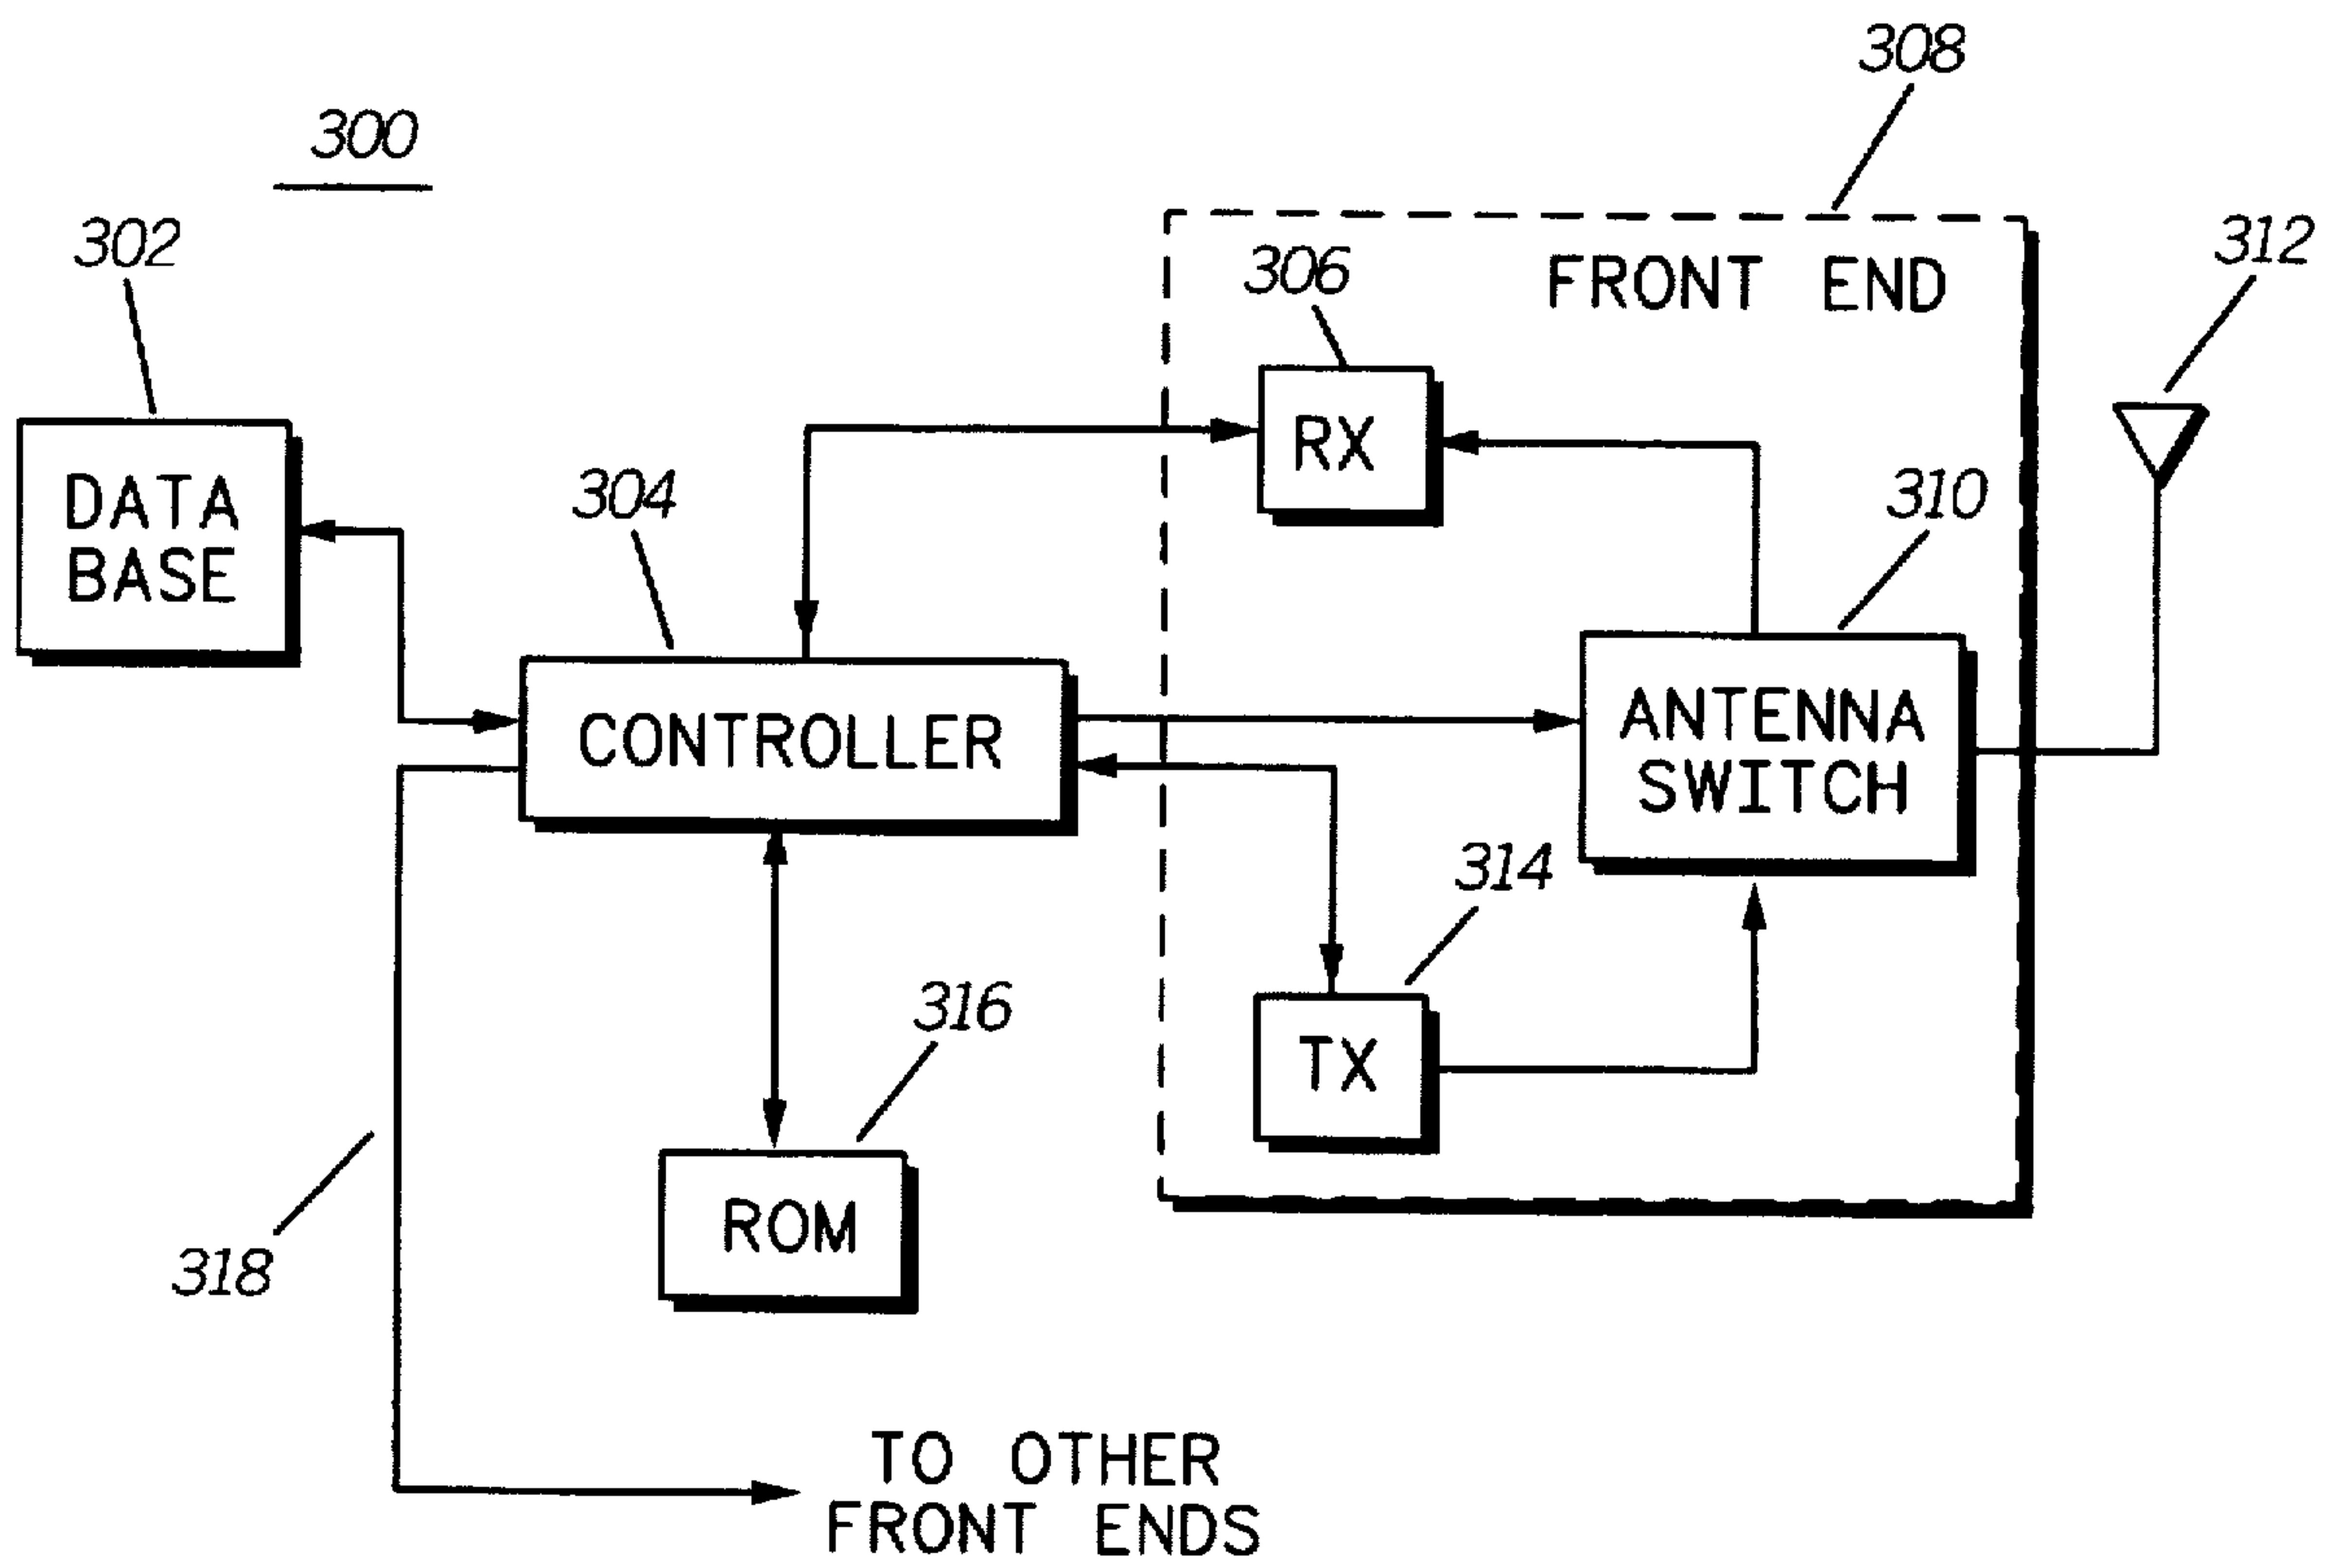 308
300
302
312
306
FRONT END
RX
DATA
BASE
304
310
CONTROLLER
ANTENNA
SWITCH
314
316
TX
ROM
318
TO OTHER
FRONT ENDS